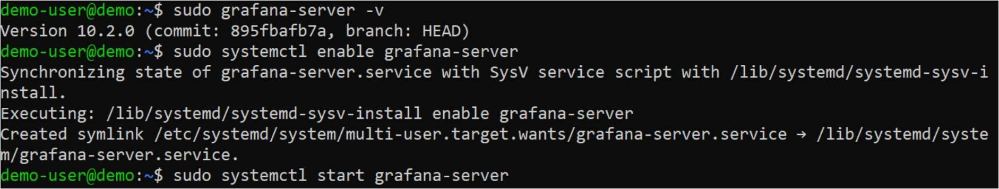 demo-user@demo:~$ sudo grafana-server -v
Version 10.2.0 (commit: 895fbafb7a, branch: HEAD)
demo-user@demo:~$ sudo systemctl enable grafana-server
Synchronizing state of grafana-server.service with SysV service script with /lib/systemd/systemd-sysv-i
nstall.
Executing: /lib/systemd/systemd-sysv-install enable grafana-server
Created symlink /etc/systemd/system/multi-user.target.wants/grafana-server.service → /lib/systemd/syste
m/grafana-server.service.
demo-user@demo:~$ sudo systemctl start grafana-server